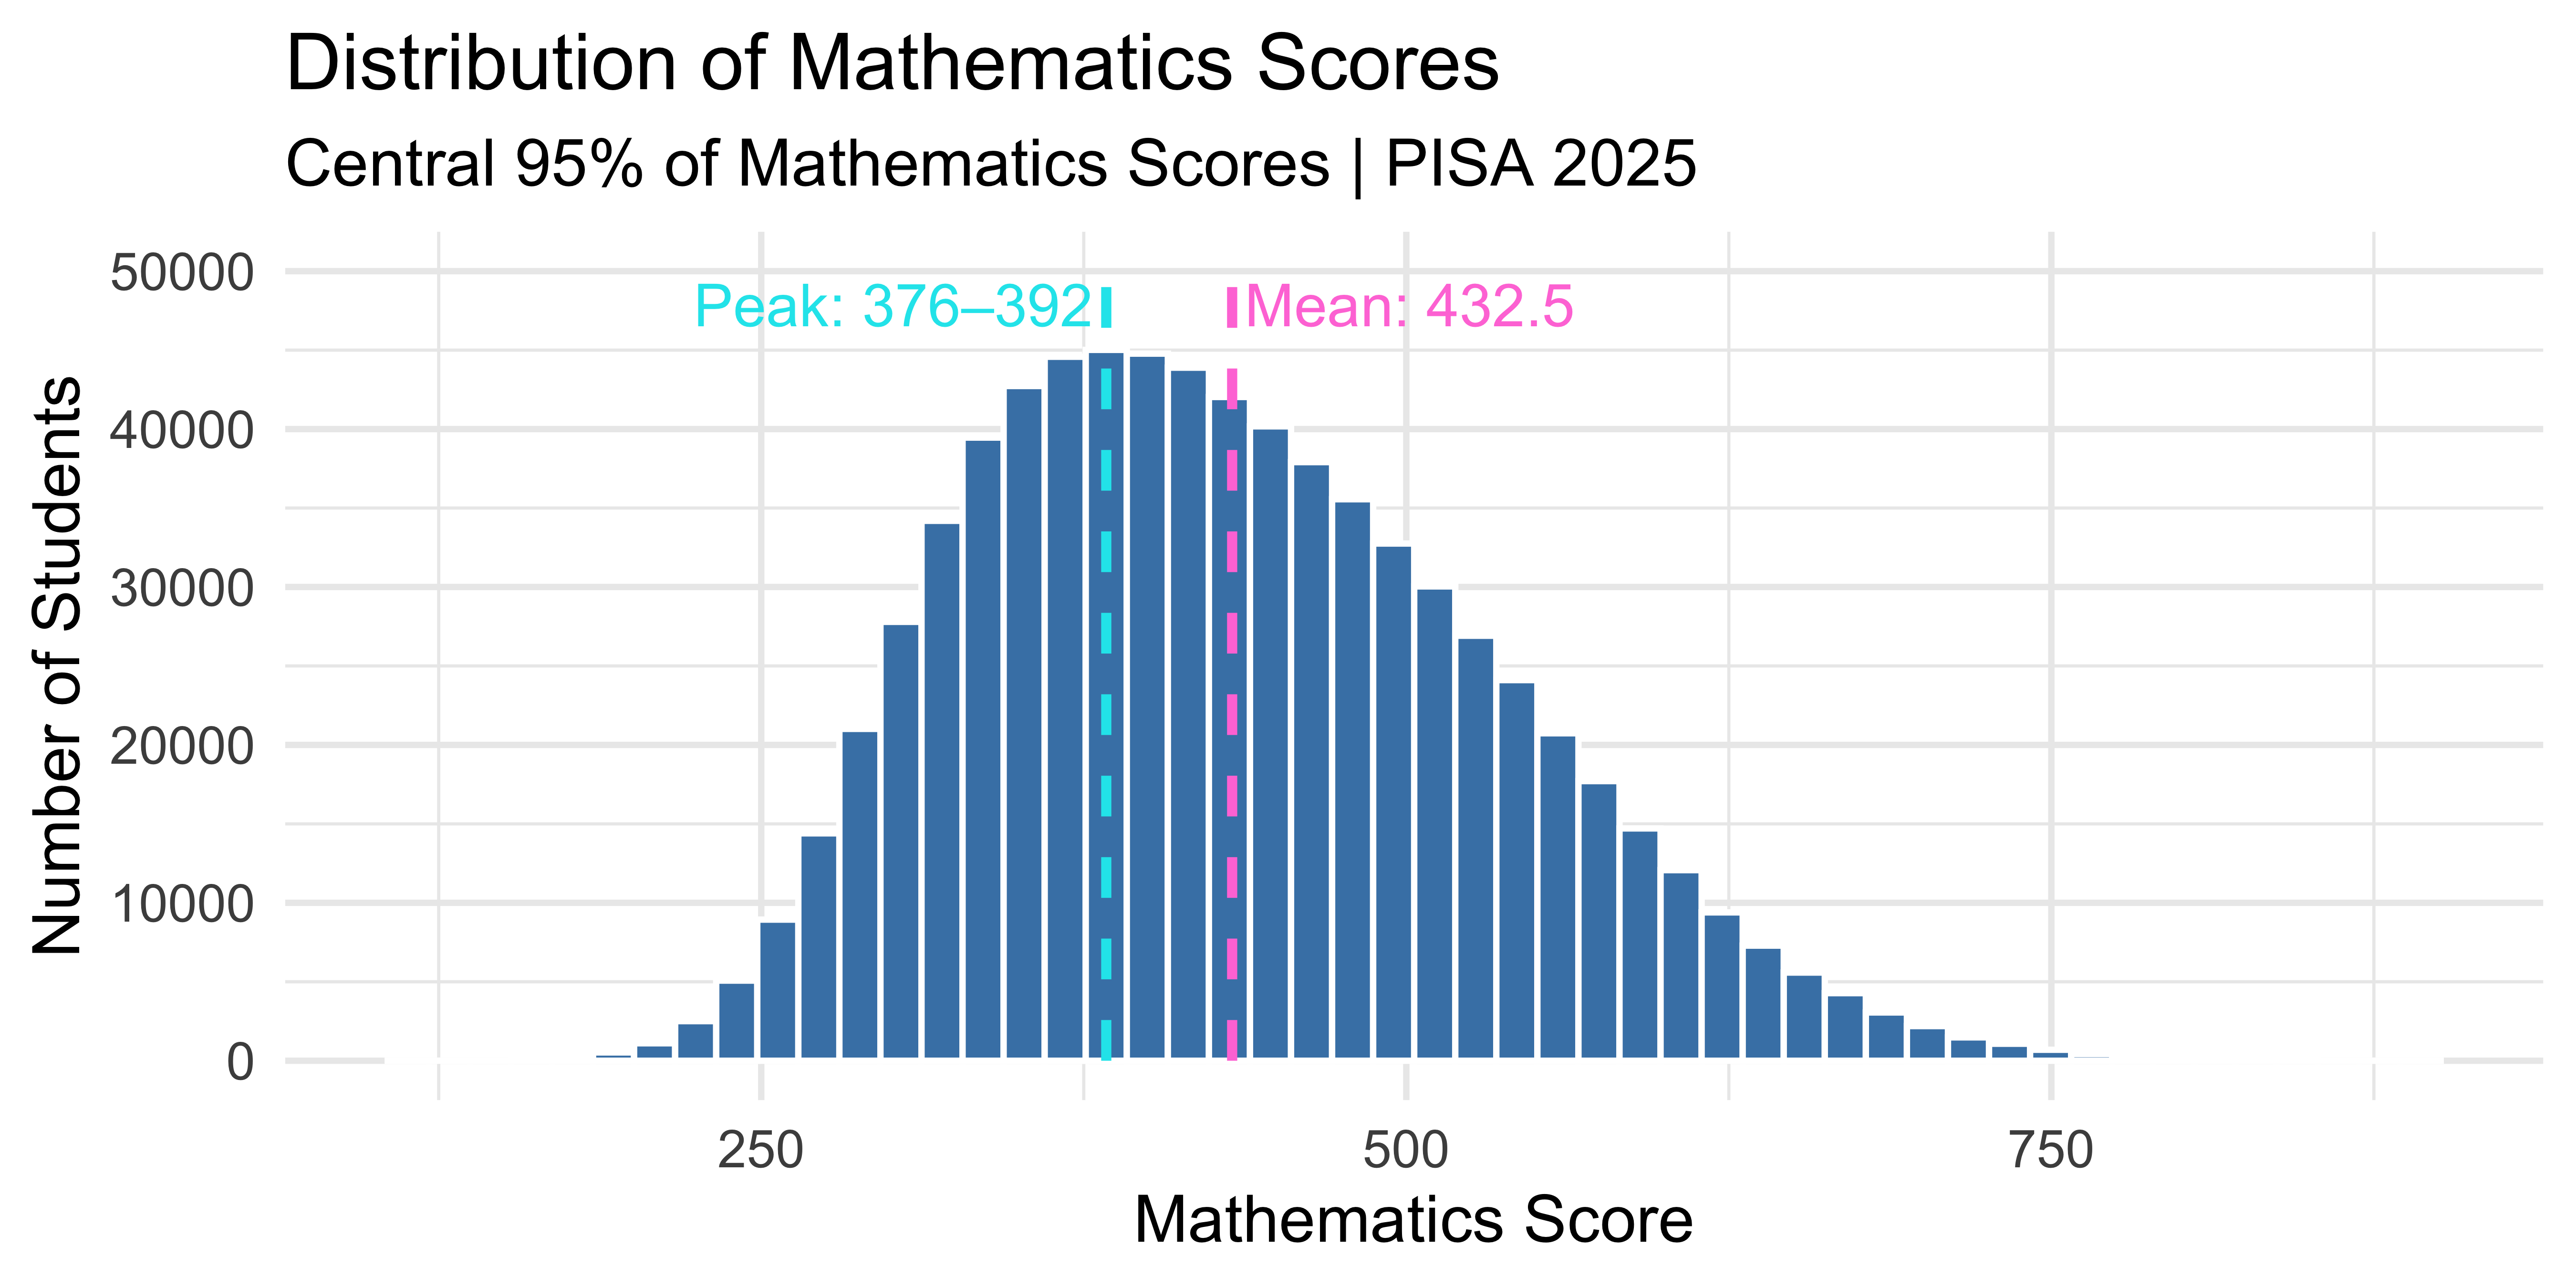 Distribution of Mathematics Scores
Central 95% of Mathematics Scores | PISA 2025
Number of Students
50000
40000
30000
20000
10000
0
Peak: 376–392
Mean: 432.5
250
500
750
Mathematics Score